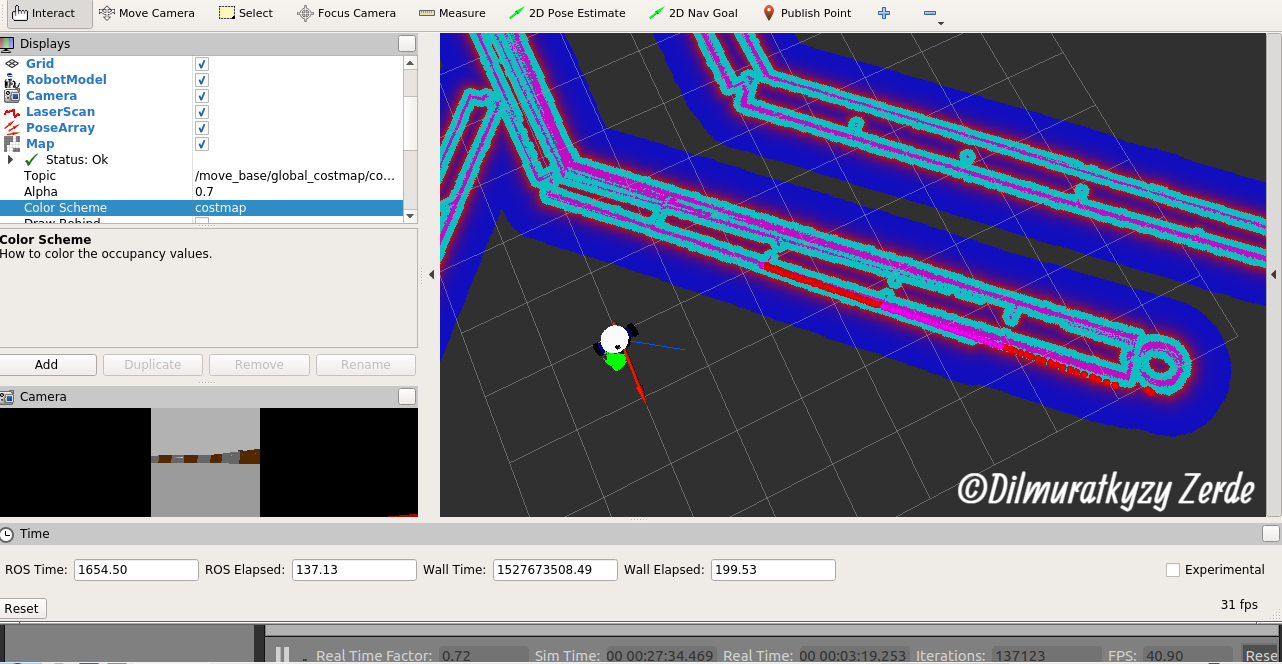 Interact Move Camera Select Focus Camera Measure 2D Pose Estimate 2D Nav Goal Publish Point
Displays
Grid
RobotModel
Camera
LaserScan
PoseArray
Map
Status: Ok
Topic /move_base/global_costmap/co...
Alpha 0.7
Color Scheme costmap
Draw Behind
Color Scheme
How to color the occupancy values.
Add Duplicate Remove Rename
Camera
©Dilmuratkyzy Zerde
Time
ROS Time: 1654.50 ROS Elapsed: 137.13 Wall Time: 1527673508.49 Wall Elapsed: 199.53 Experimental
Reset 31 fps
Real Time Factor: 0.72 Sim Time: 00 00:27:34.469 Real Time: 00 00:03:19.253 Iterations: 137123 FPS: 40.90 Rese